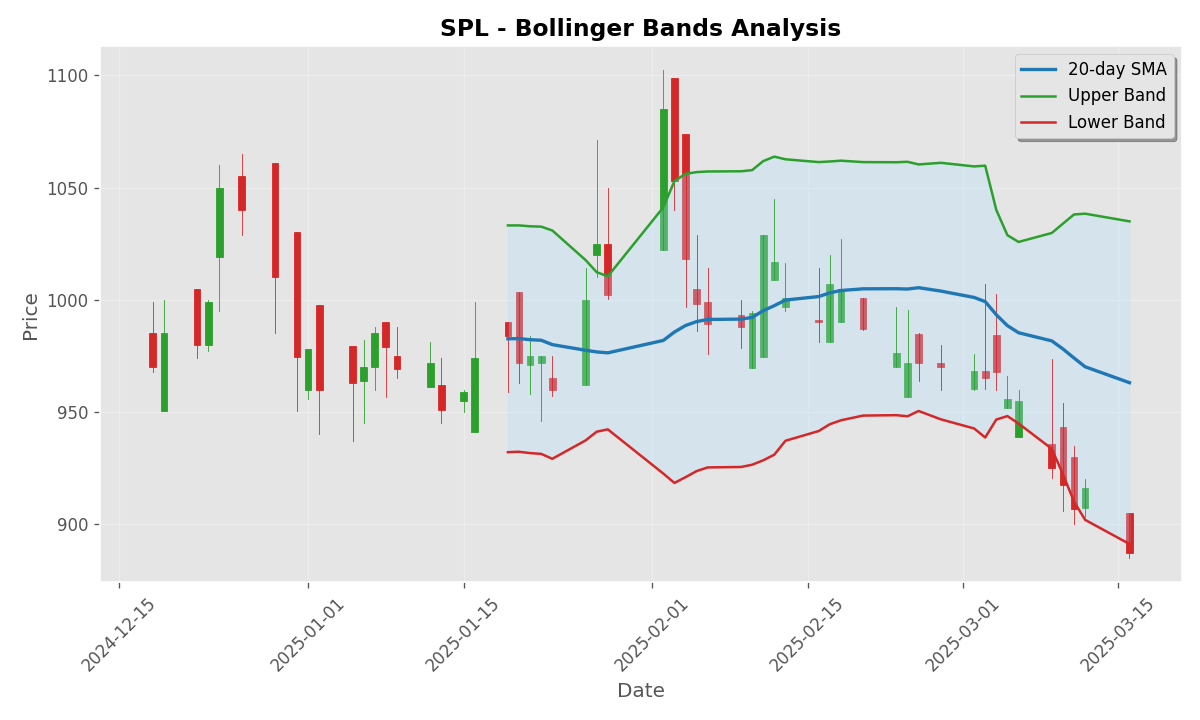 SPL - Bollinger Bands Analysis
20-day SMA
Upper Band
Lower Band
Price
1100
1050
1000
950
900
2024-12-15
2025-01-01
2025-01-15
2025-02-01
2025-02-15
2025-03-01
2025-03-15
Date